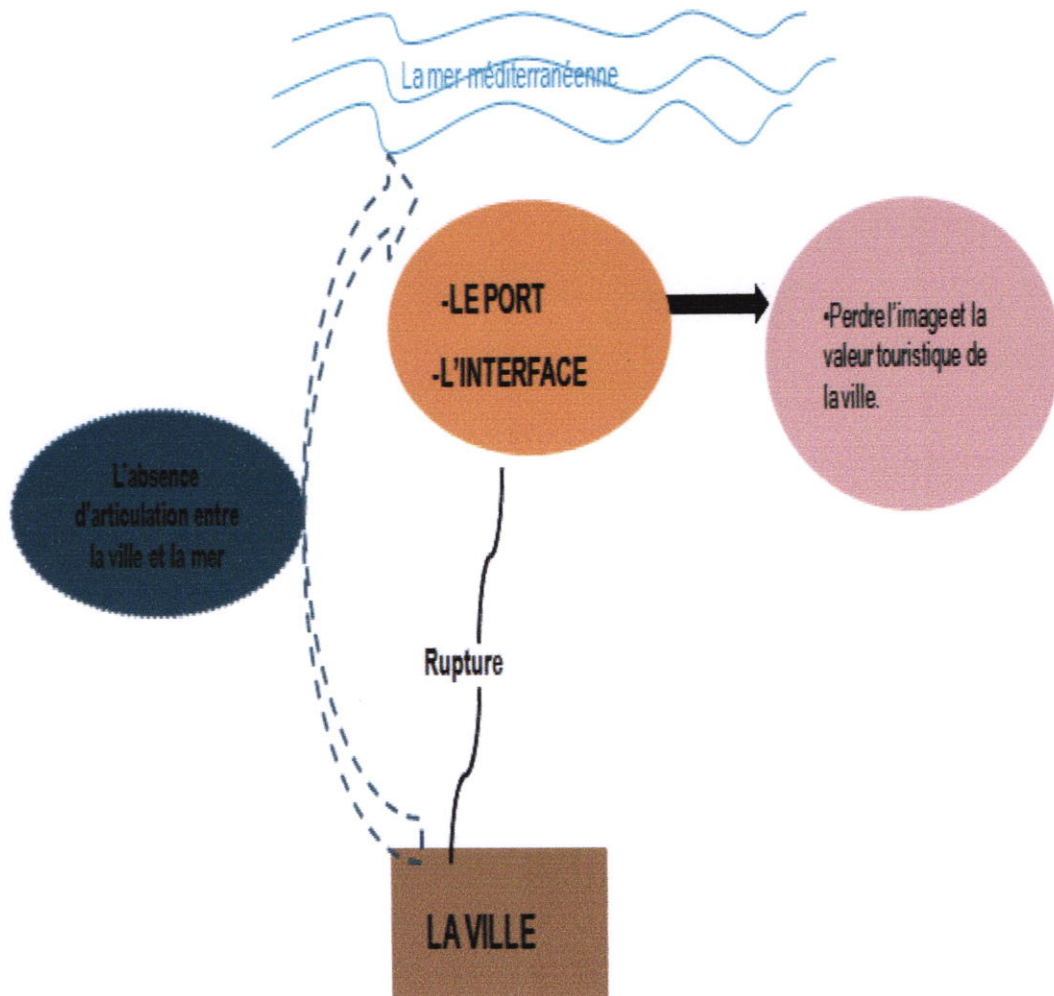 La mer méditerranéenne
-LE PORT
-L'INTERFACE
•Perdre l'image et la
valeur touristique de
la ville.
L'absence
d'articulation entre
la ville et la mer
Rupture
LA VILLE